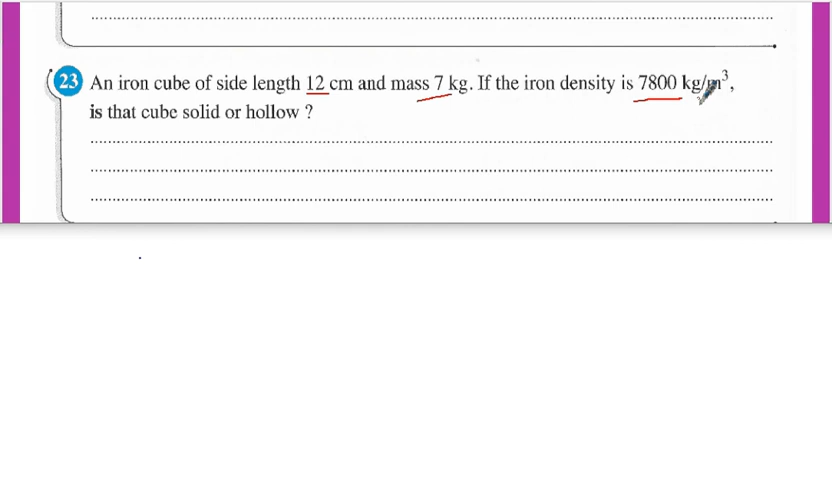 23 An iron cube of side length 12 cm and mass 7 kg. If the iron density is 7800 kg/m³,
is that cube solid or hollow ?